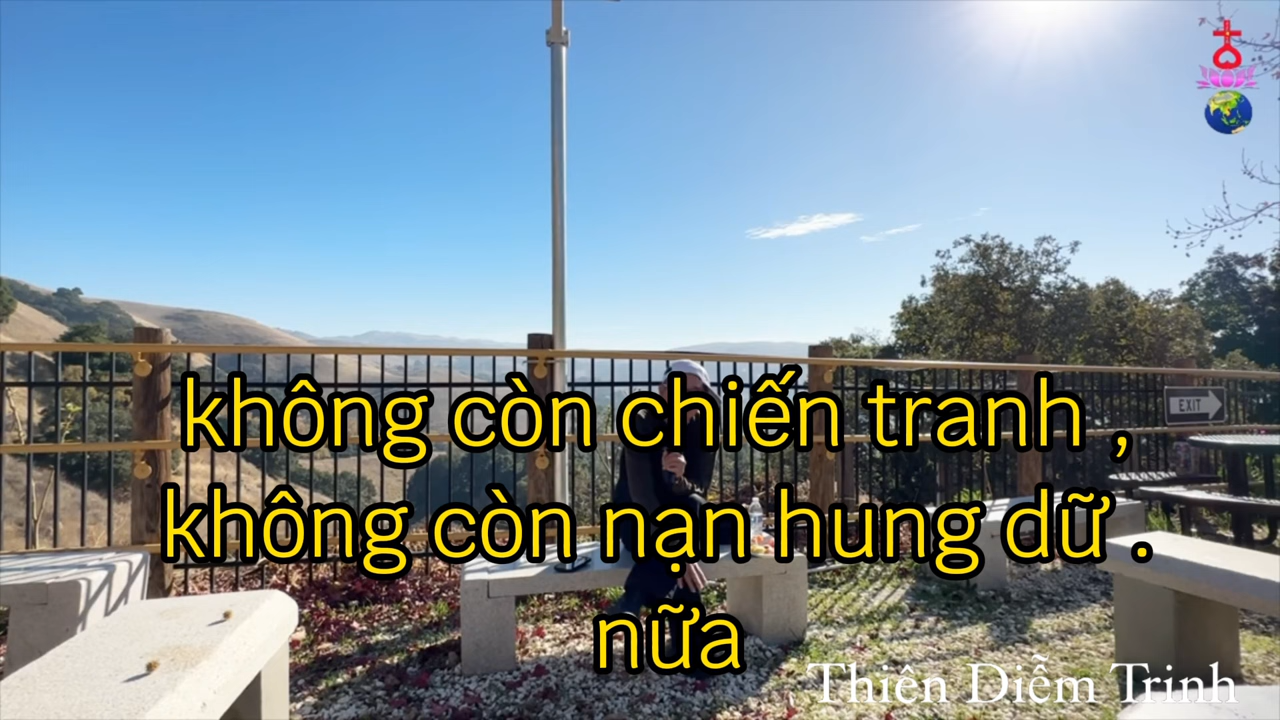 EXIT
không còn chiến tranh ,
không còn nạn hung dữ .
nữa
Thiên Diễm Trinh